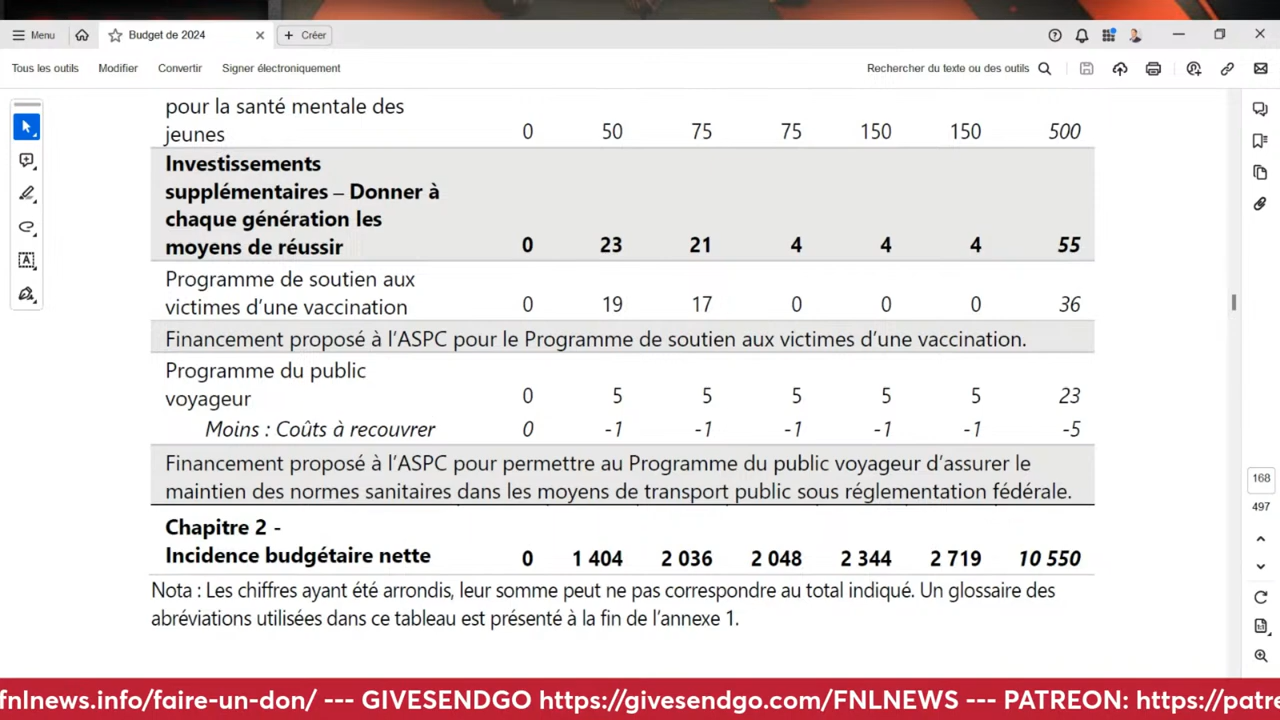 Menu
Budget de 2024
Créer
Tous les outils Modifier Convertir Signer électroniquement Rechercher du texte ou des outils
pour la santé mentale des
jeunes 0 50 75 75 150 150 500
Investissements
supplémentaires – Donner à
chaque génération les
moyens de réussir 0 23 21 4 4 4 55
Programme de soutien aux
victimes d’une vaccination 0 19 17 0 0 0 36
Financement proposé à l’ASPC pour le Programme de soutien aux victimes d’une vaccination.
Programme du public
voyageur 0 5 5 5 5 5 23
Moins : Coûts à recouvrer 0 -1 -1 -1 -1 -1 -5
Financement proposé à l’ASPC pour permettre au Programme du public voyageur d’assurer le
maintien des normes sanitaires dans les moyens de transport public sous réglementation fédérale.
Chapitre 2 -
Incidence budgétaire nette 0 1 404 2 036 2 048 2 344 2 719 10 550
Nota : Les chiffres ayant été arrondis, leur somme peut ne pas correspondre au total indiqué. Un glossaire des
abréviations utilisées dans ce tableau est présenté à la fin de l’annexe 1.
168
497
fnlnews.info/faire-un-don/ --- GIVESENDGO https://givesendgo.com/FNLNEWS --- PATREON: https://patre